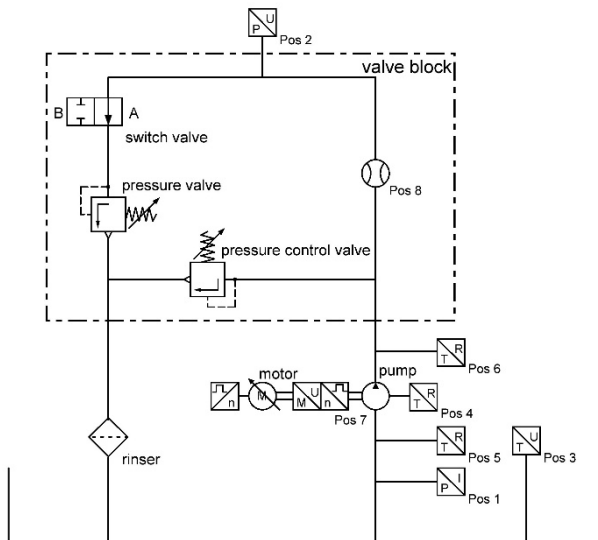 U
P
Pos 2
valve block
B
A
switch valve
pressure valve
Pos 8
pressure control valve
motor
pump
R
T
Pos 6
n
M
U
M
n
Pos 7
R
T
Pos 4
rinser
R
T
Pos 5
U
T
Pos 3
I
P
Pos 1